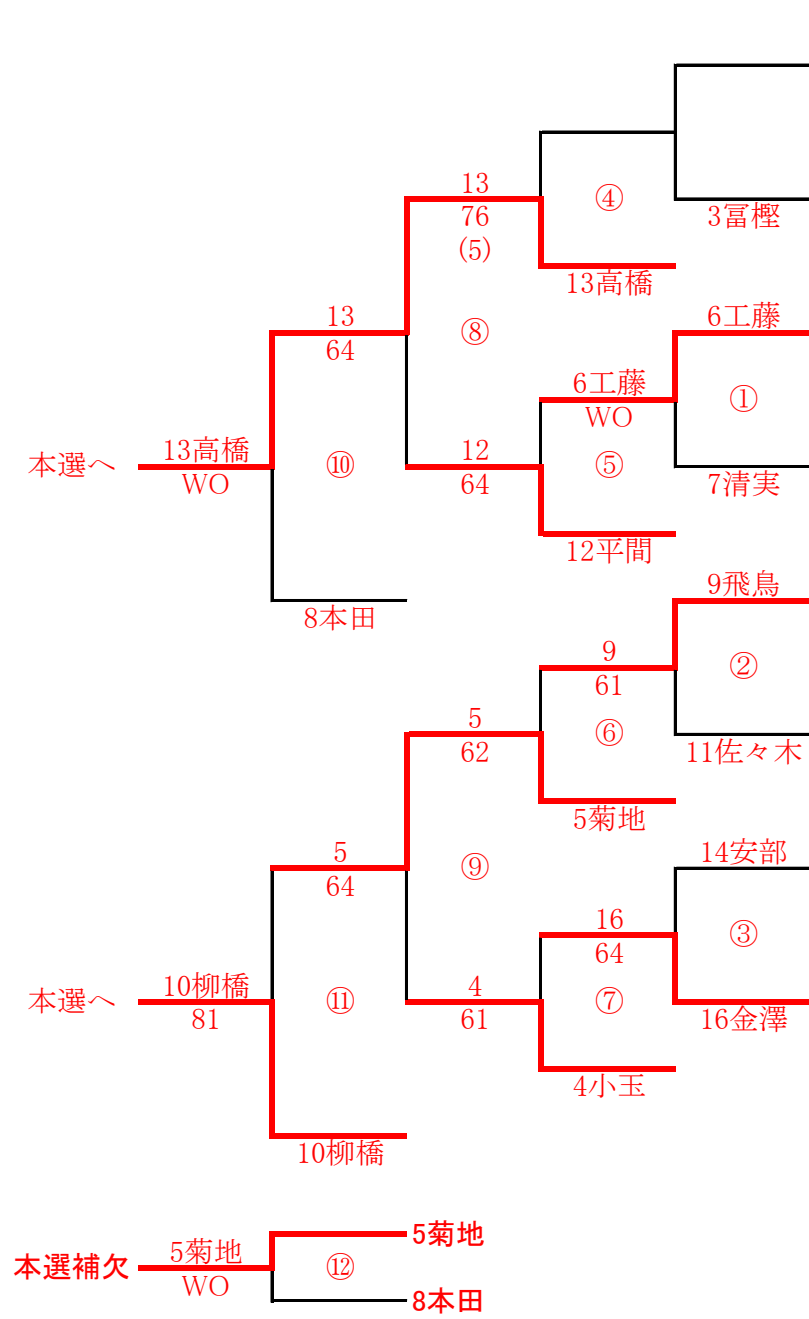 3冨樫
13
76
(5)
④
13高橋
13
64
⑧
6工藤
6工藤
WO
①
本選へ
13高橋
WO
⑩
12
64
⑤
7清実
12平間
8本田
9飛鳥
9
61
②
5
62
⑥
11佐々木
5菊地
5
64
⑨
14安部
16
64
③
本選へ
10柳橋
81
⑪
4
61
⑦
16金澤
4小玉
10柳橋
本選補欠
5菊地
WO
⑫
5菊地
8本田